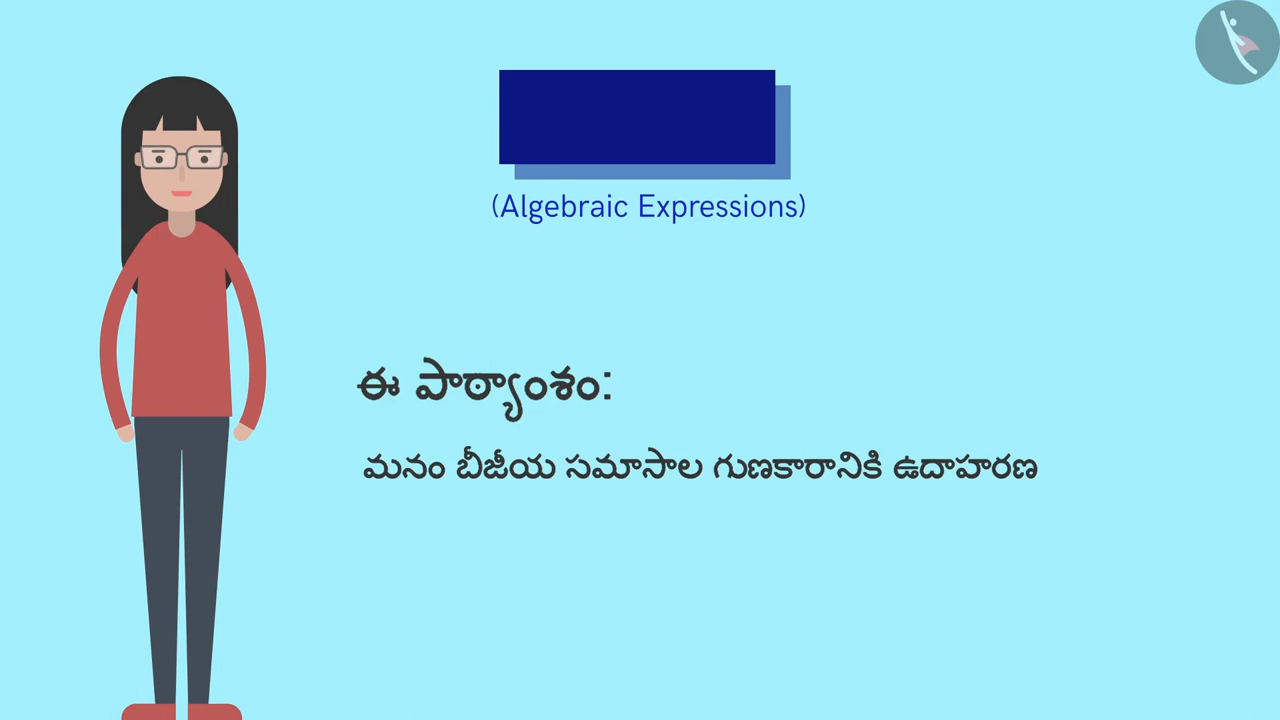 (Algebraic Expressions)
ఈ పాఠ్యాంశం:
మనం బీజీయ సమాసాల గుణకారానికి ఉదాహరణ